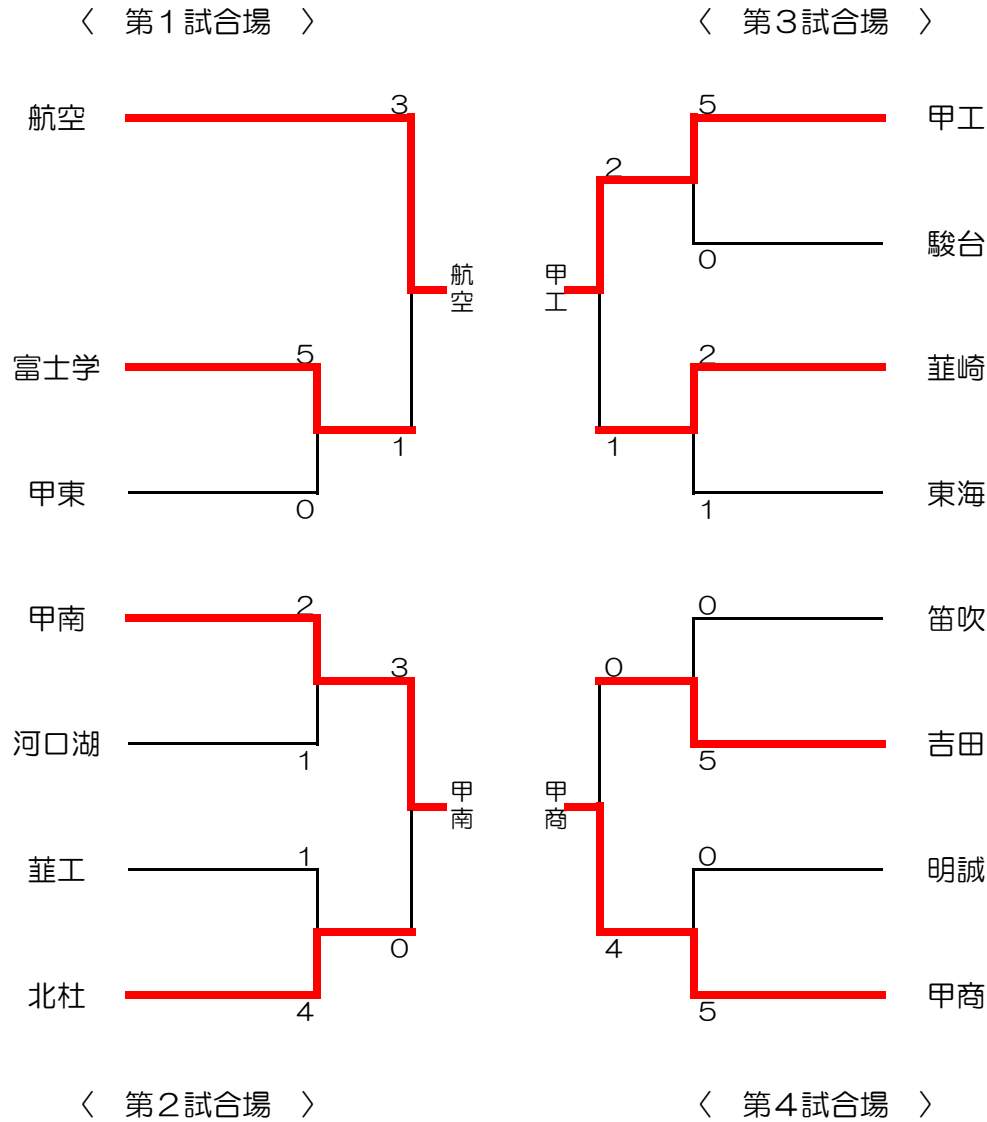 〈　第１試合場　〉
〈　第３試合場　〉
航空
3
5
甲工
2
0
駿台
航空
甲工
富士学
5
2
韮崎
1
1
甲東
0
1
東海
甲南
2
0
笛吹
3
0
河口湖
1
5
吉田
甲南
甲商
韮工
1
0
明誠
0
4
北杜
4
5
甲商
〈　第２試合場　〉
〈　第４試合場　〉